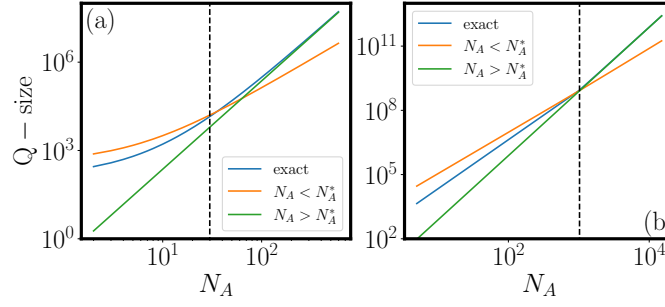 (a)
Q − size
10^6
10^3
10^0
10^1
10^2
N_A
exact
N_A < N_A^*
N_A > N_A^*
exact
N_A < N_A^*
N_A > N_A^*
10^11
10^8
10^5
10^2
10^2
10^4
N_A
(b)